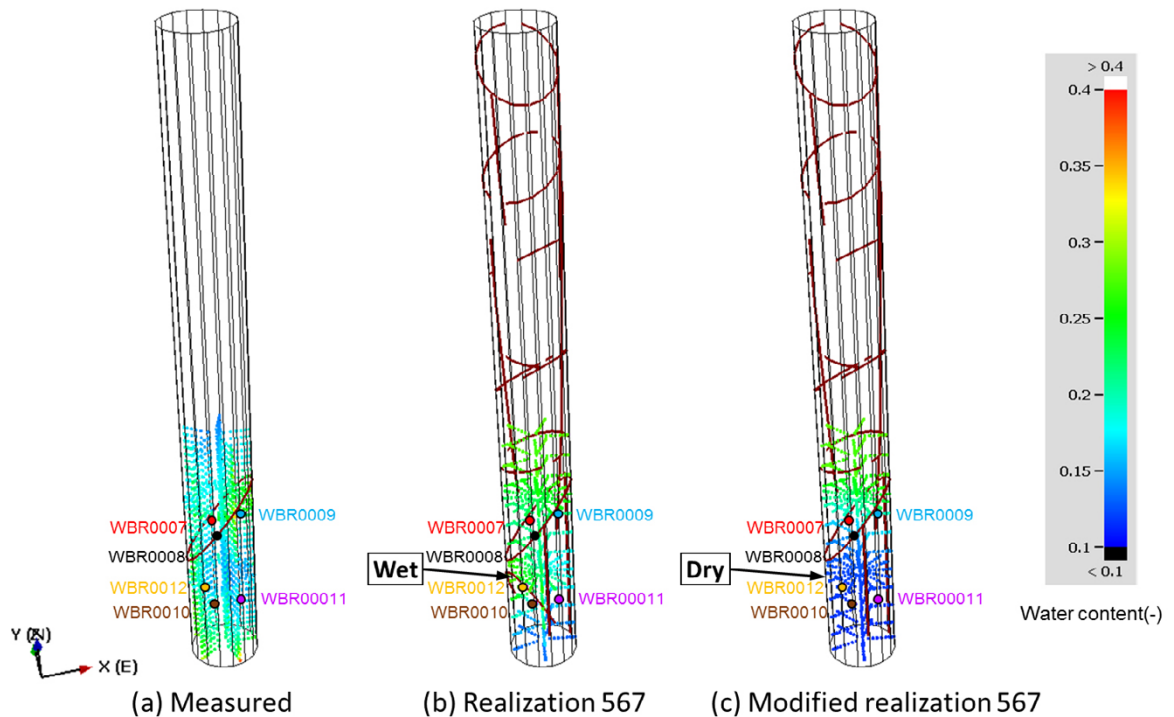 > 0.4
0.4
0.35
0.3
0.25
0.2
0.15
0.1
< 0.1
Water content(-)
WBR0007
WBR0009
WBR0008
WBR0012
WBR0010
WBR00011
WBR0007
WBR0009
WBR0008
Wet
WBR0012
WBR0010
WBR00011
WBR0007
WBR0009
WBR0008
Dry
WBR0012
WBR0010
WBR00011
X (E)
(a) Measured
(b) Realization 567
(c) Modified realization 567